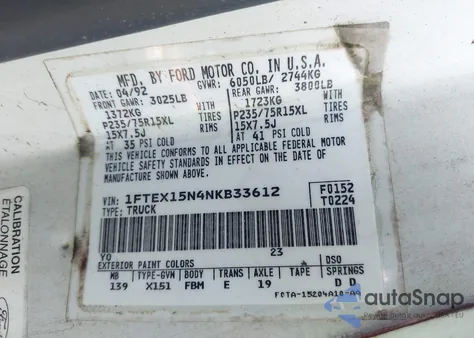 MFD. BY FORD MOTOR CO. IN U.S.A.
DATE: 04/92 GVWR: 6050LB/ 2744KG
FRONT GAWR: 3025LB REAR GAWR: 3800LB
1372KG 1723KG
P235/75R15XL TIRES P235/75R15XL TIRES
15X7.5J RIMS 15X7.5J RIMS
AT 35 PSI COLD AT 41 PSI COLD
THIS VEHICLE CONFORMS TO ALL APPLICABLE FEDERAL MOTOR
VEHICLE SAFETY STANDARDS IN EFFECT ON THE DATE OF
MANUFACTURE SHOWN ABOVE.
VIN: 1FTEX15N4NKB33612 F0152
TYPE: TRUCK T0224
YO 23
EXTERIOR PAINT COLORS DSO
MB TYPE-GVM BODY TRANS AXLE TAPE SPRINGS
139 X151 FBM E 19 D D
CALIBRATION
ETALONNAGE
autoSnap